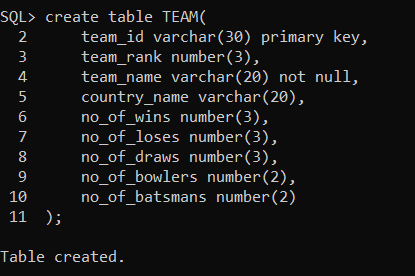 SQL> create table TEAM(
  2      team_id varchar(30) primary key,
  3      team_rank number(3),
  4      team_name varchar(20) not null,
  5      country_name varchar(20),
  6      no_of_wins number(3),
  7      no_of_loses number(3),
  8      no_of_draws number(3),
  9      no_of_bowlers number(2),
 10      no_of_batsmans number(2)
 11  );

Table created.